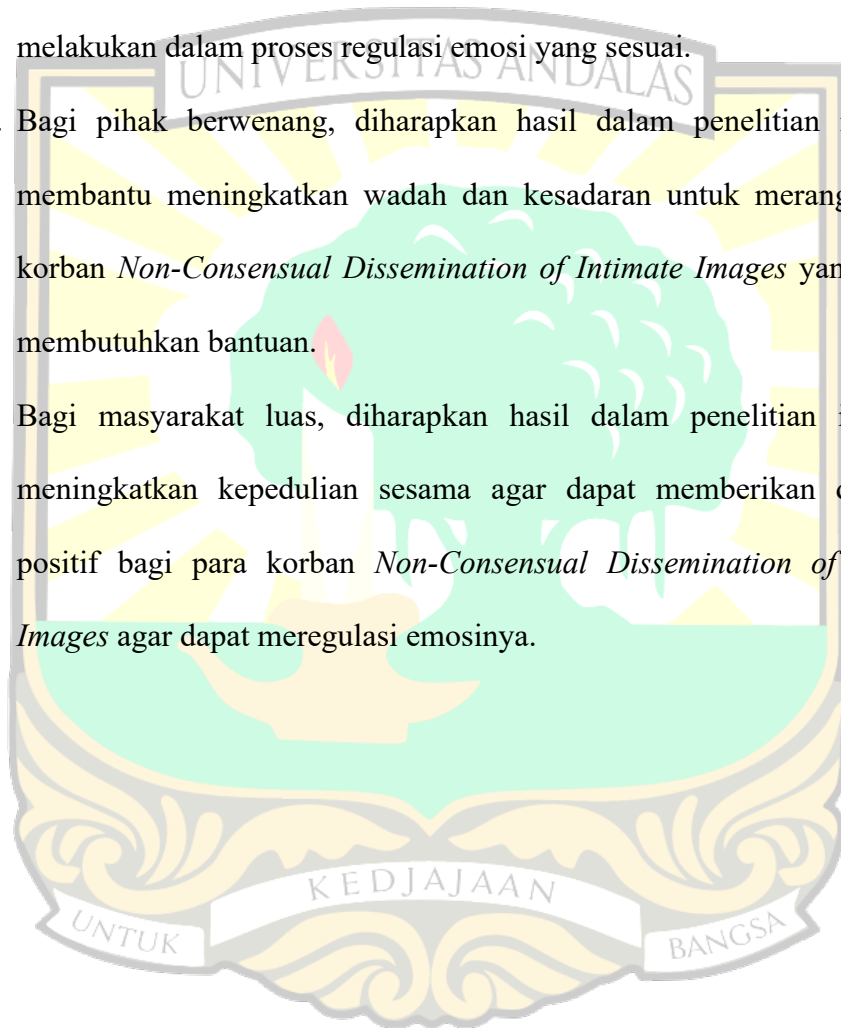 melakukan dalam proses regulasi emosi yang sesuai.
UNIVERSITAS ANDALAS
Bagi pihak berwenang, diharapkan hasil dalam penelitian
membantu meningkatkan wadah dan kesadaran untuk
korban Non-Consensual Dissemination of Intimate Images
membutuhkan bantuan.
Bagi masyarakat luas, diharapkan hasil dalam penelitian
meningkatkan kepedulian sesama agar dapat memberikan
positif bagi para korban Non-Consensual Dissemination of
Images agar dapat meregulasi emosinya.
UNTUK KEDJAJAAN BANGSA